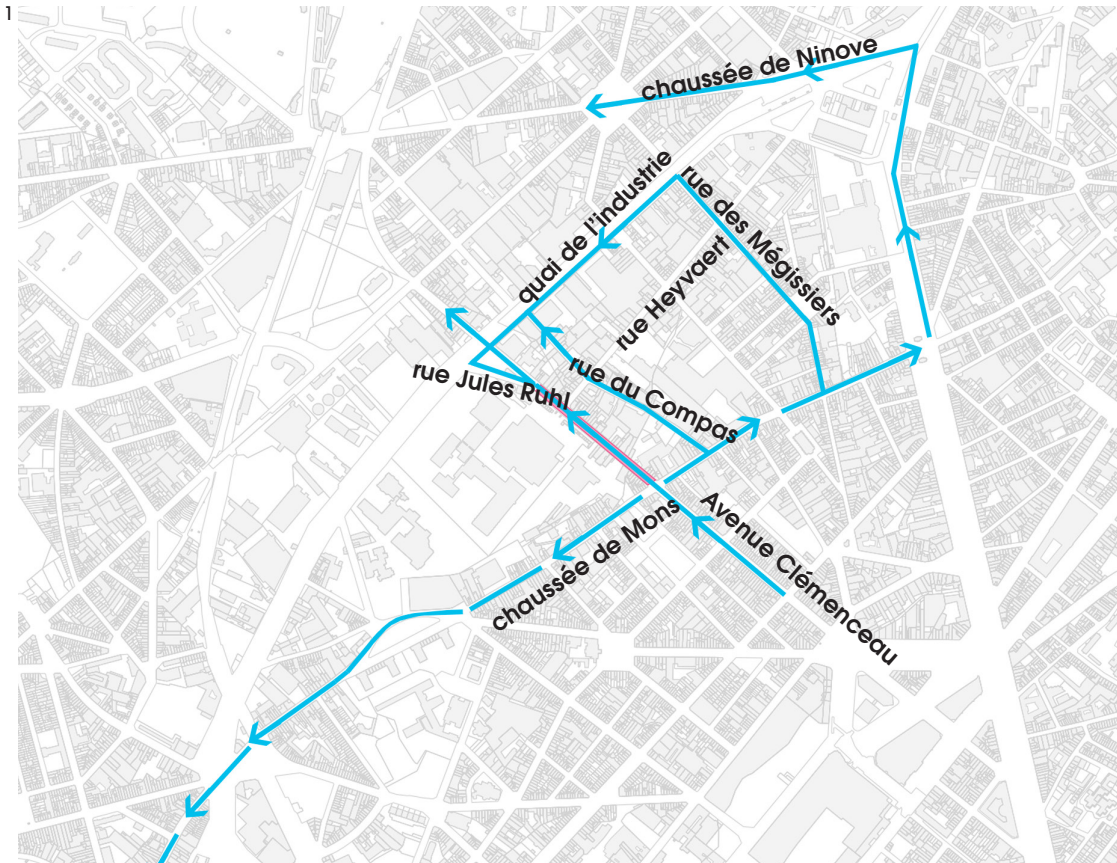 1
chaussée de Ninove
quai de l'industrie
rue des Mégissiers
rue Heyvaert
rue Jules Ruhl
rue du Compas
Avenue Clémenceau
chaussée de Mons